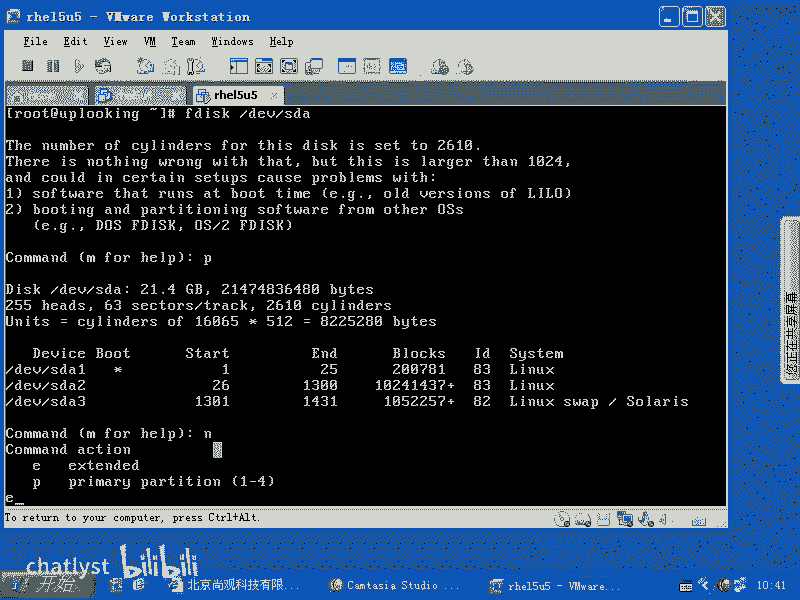 rhel5u5 - VMware Workstation
File Edit View VM Team Windows Help
rhel5u5
[root@uplooking ~]# fdisk /dev/sda
The number of cylinders for this disk is set to 2610.
There is nothing wrong with that, but this is larger than 1024,
and could in certain setups cause problems with:
1) software that runs at boot time (e.g., old versions of LILO)
2) booting and partitioning software from other OSs
(e.g., DOS FDISK, OS/2 FDISK)
Command (m for help): p
Disk /dev/sda: 21.4 GB, 21474836480 bytes
255 heads, 63 sectors/track, 2610 cylinders
Units = cylinders of 16065 * 512 = 8225280 bytes
Device Boot Start End Blocks Id System
/dev/sda1 * 1 25 200781 83 Linux
/dev/sda2 26 1300 10241437+ 83 Linux
/dev/sda3 1301 1431 1052257+ 82 Linux swap / Solaris
Command (m for help): n
Command action
e extended
p primary partition (1-4)
e_
To return to your computer, press Ctrl+Alt.
您正在共享屏幕
chatlyst bilibili
开始 北京尚观科技有限... Camtasia Studio ... rhel5u5 - VMware... 10:41